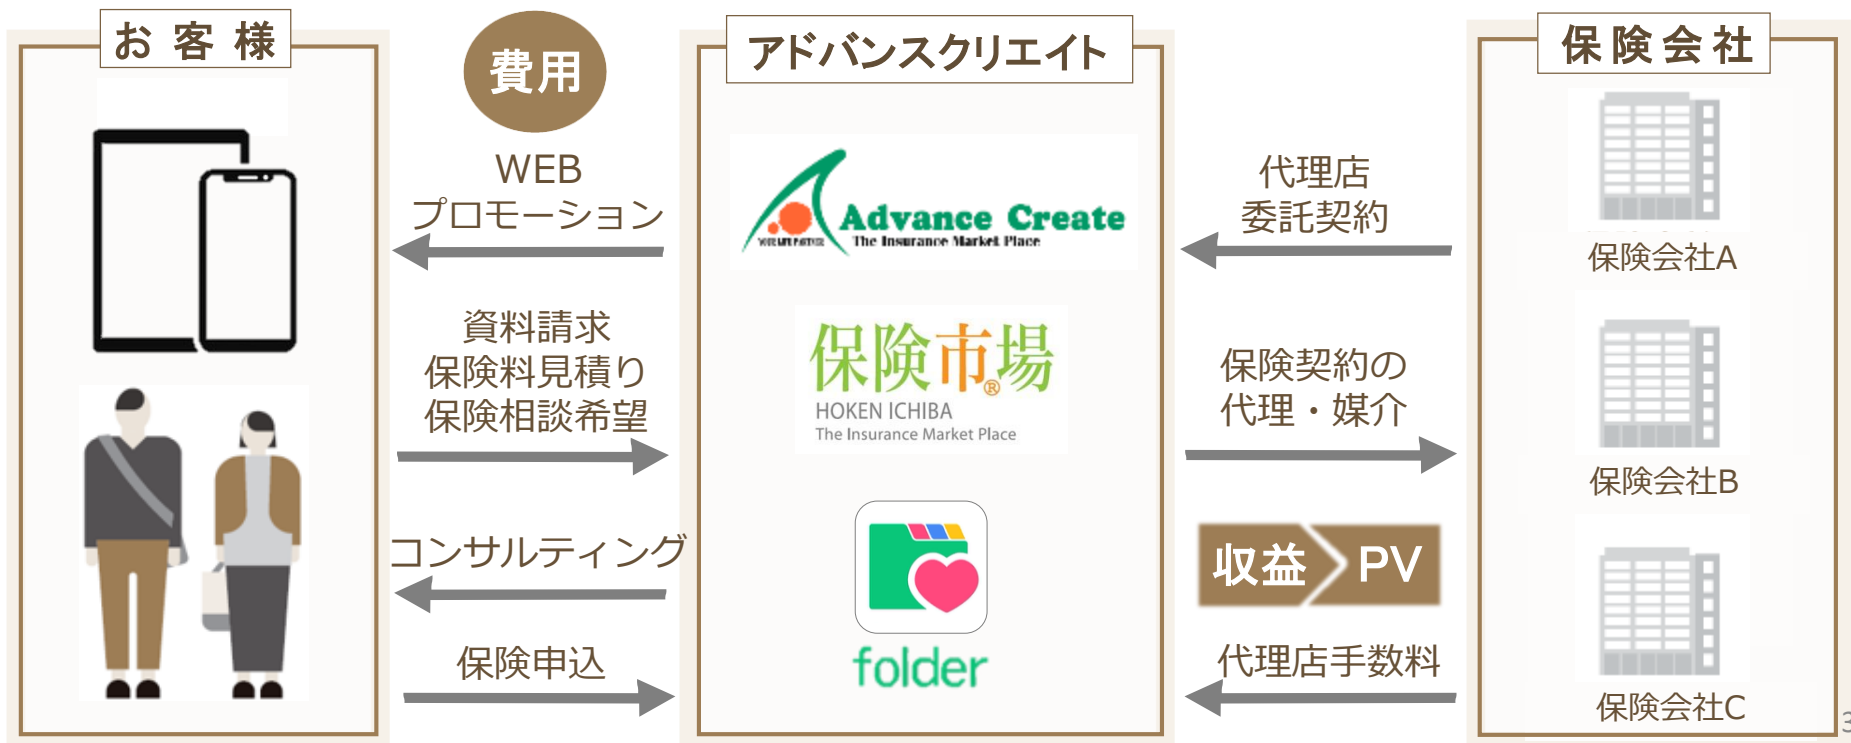 お客様
費用
WEB
プロモーション
資料請求
保険料見積り
保険相談希望
コンサルティング
保険申込
アドバンスクリエイト
Advance Create
The Insurance Market Place
保険市場®
HOKEN ICHIBA
The Insurance Market Place
folder
代理店
委託契約
保険契約の
代理・媒介
収益 PV
代理店手数料
保険会社
保険会社A
保険会社B
保険会社C
3